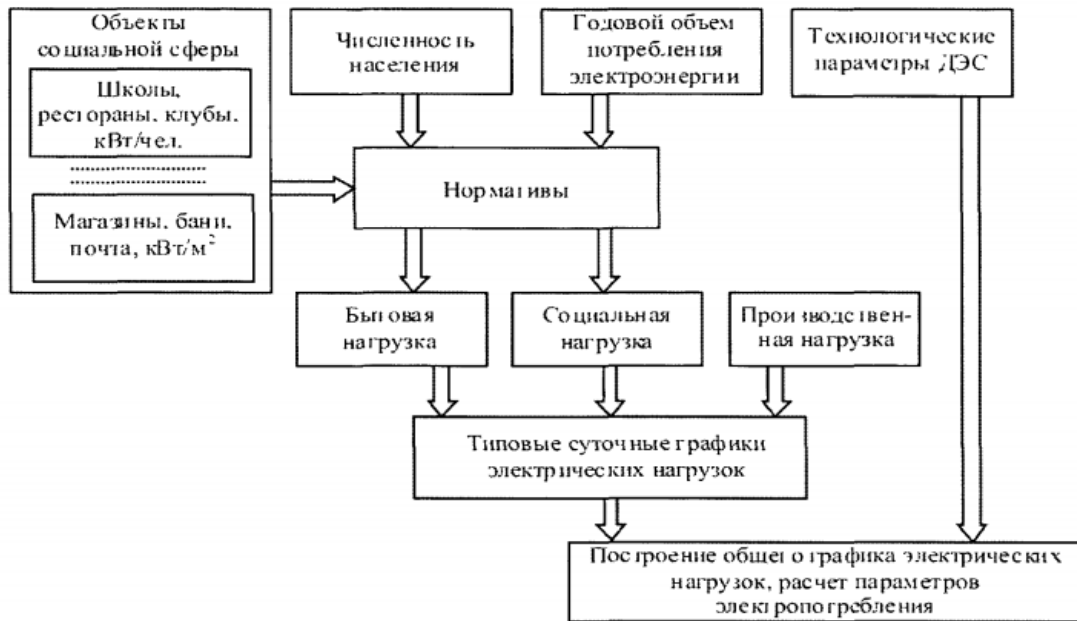 Объекты
социальной сферы
Школы,
рестораны, клубы,
кВт/чел.
Магазины, бани,
почта, кВт/м²
Численность
населения
Годовой объем
потребления
электроэнергии
Технологические
параметры ДЭС
Нормативы
Бытовая
нагрузка
Социальная
нагрузка
Производствен-
ная нагрузка
Типовые суточные графики
электрических нагрузок
Построение общего графика электрических
нагрузок, расчет параметров
электропотребления